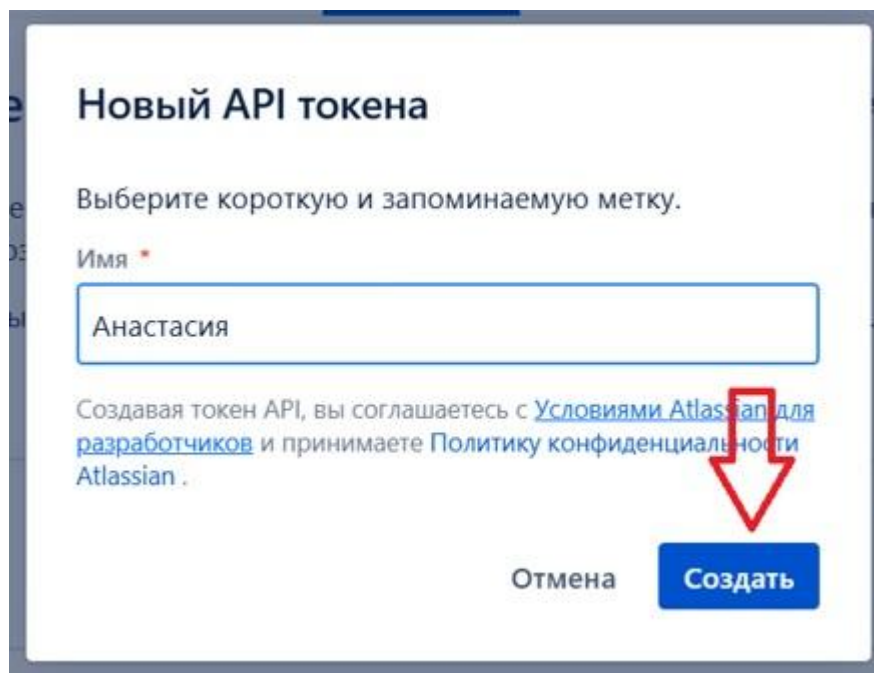 Новый API токена
Выберите короткую и запоминаемую метку.
Имя *
Анастасия
Создавая токен API, вы соглашаетесь с Условиями Atlassian для
разработчиков и принимаете Политику конфиденциальности
Atlassian .
Отмена Создать